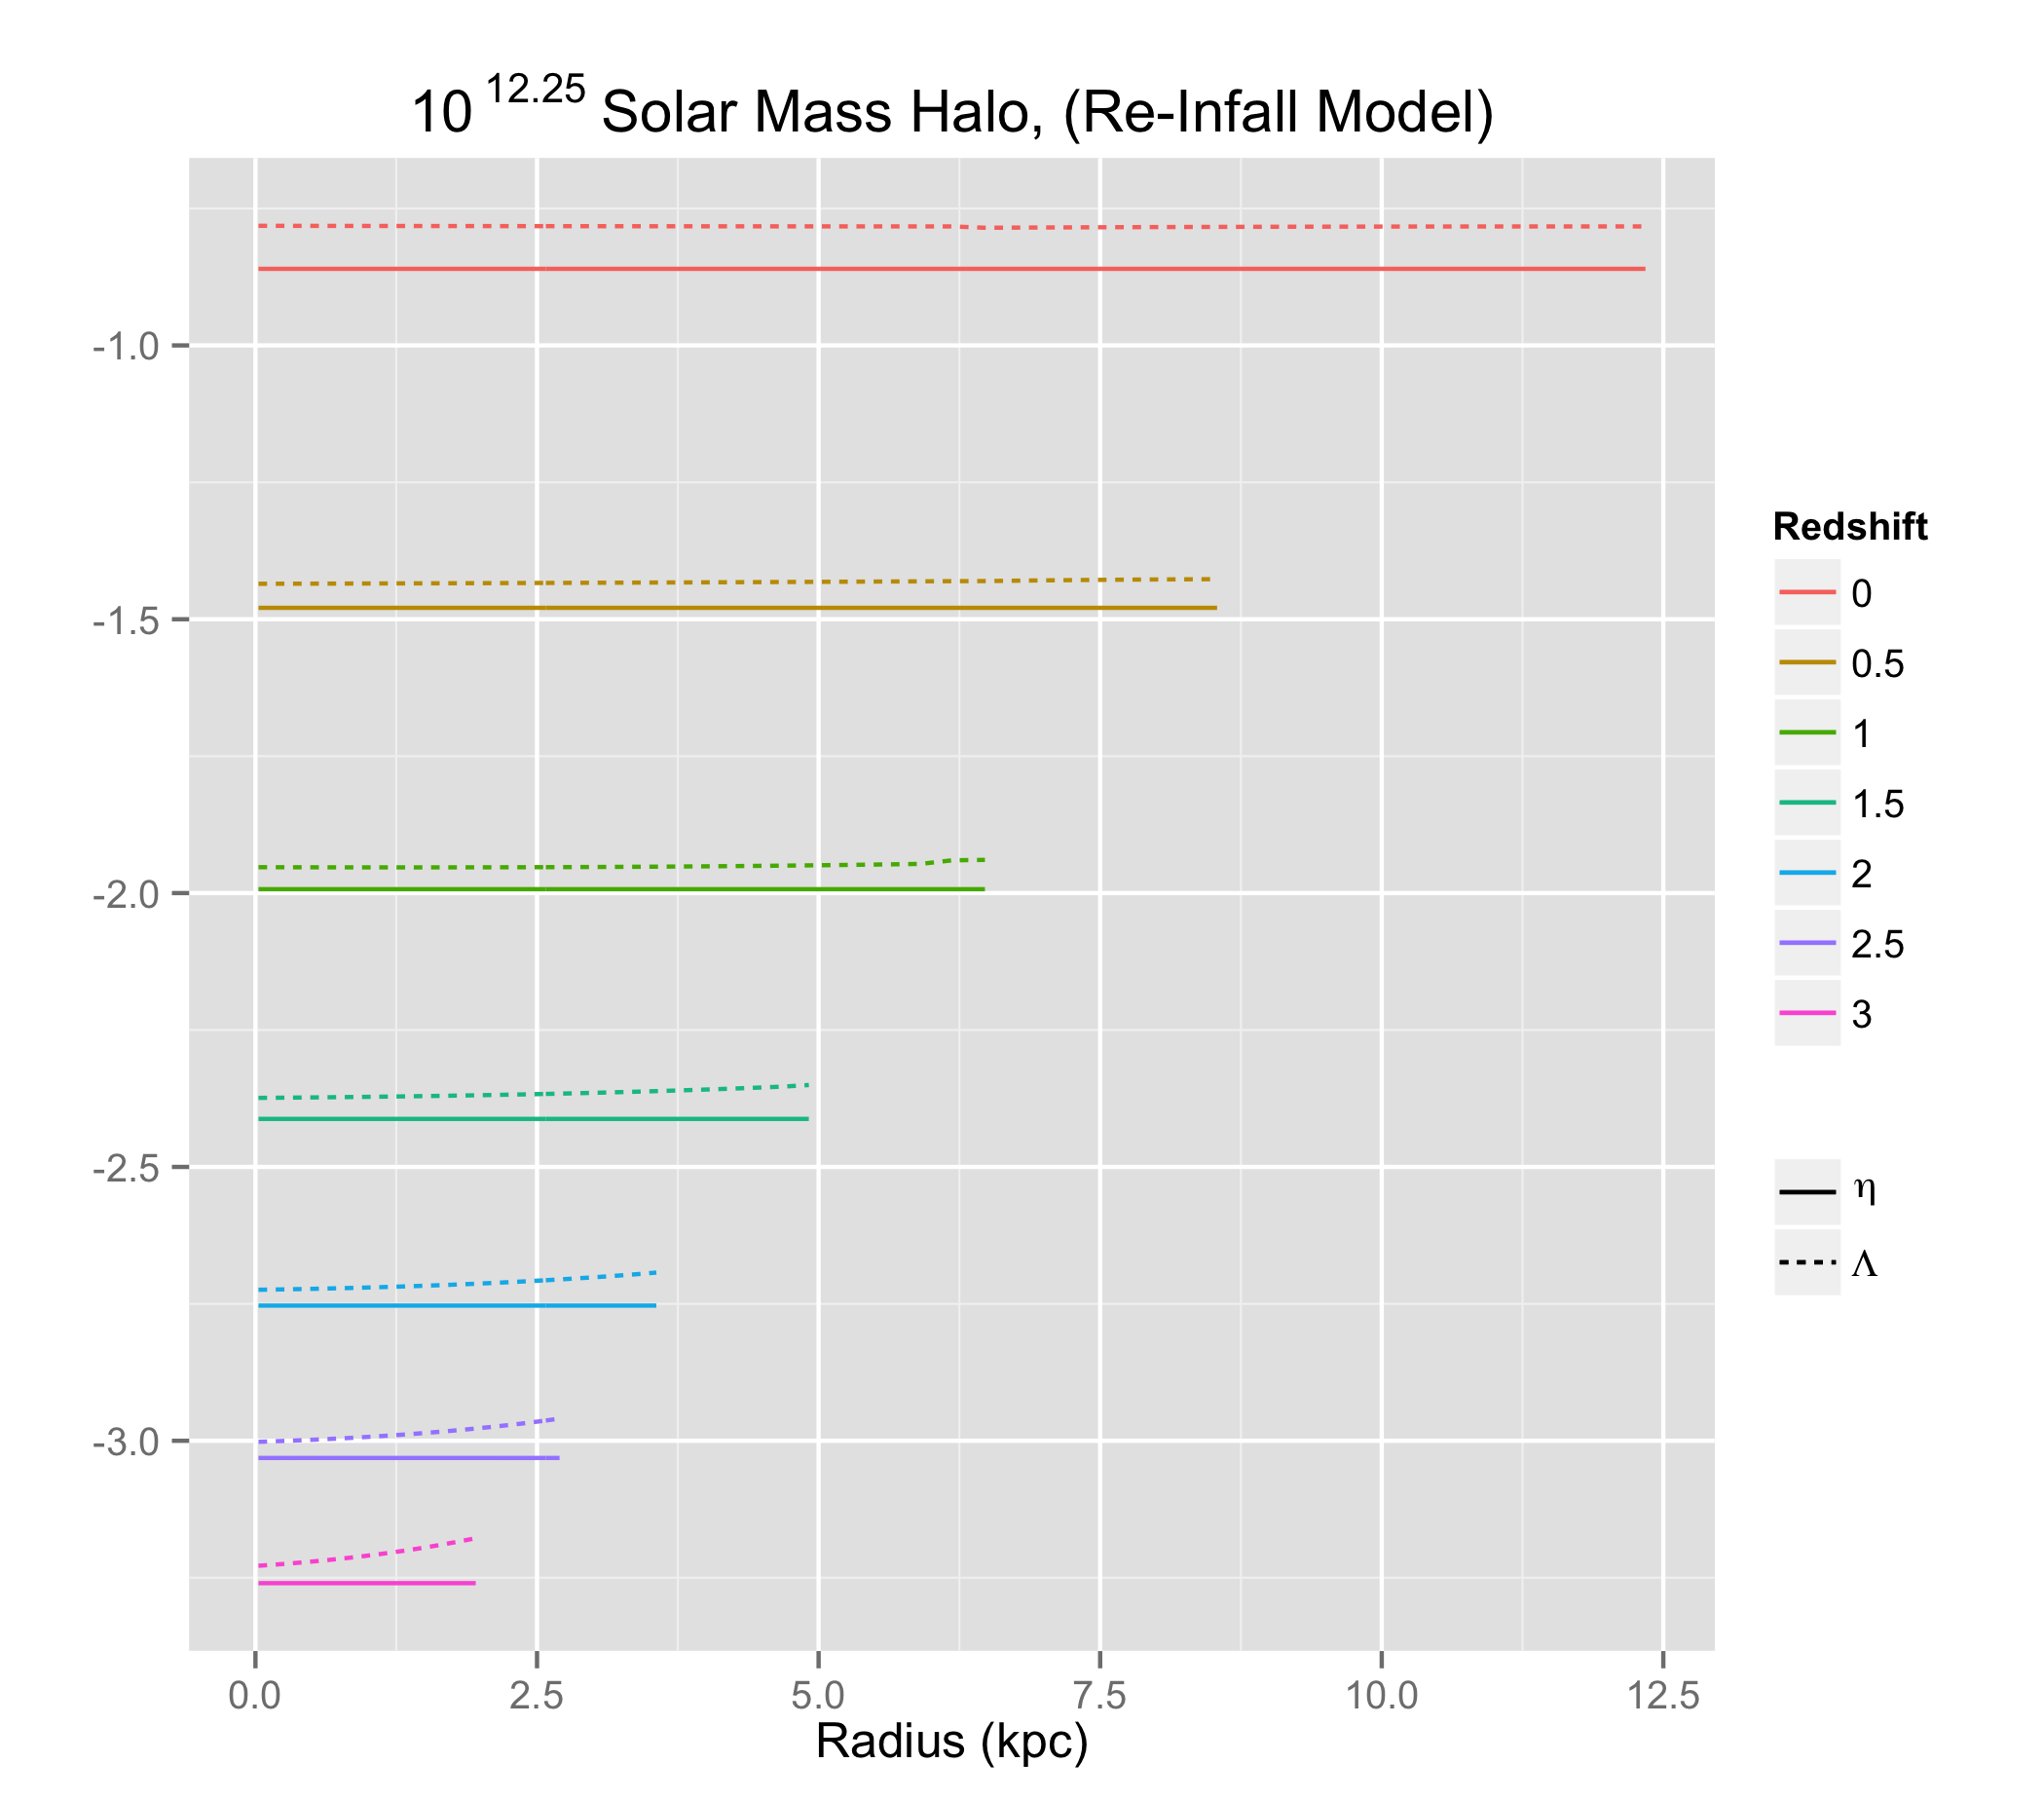 10 12.25 Solar Mass Halo, (Re-Infall Model)
-1.0
-1.5
-2.0
-2.5
-3.0
0.0 2.5 5.0 7.5 10.0 12.5
Radius (kpc)
Redshift
0
0.5
1
1.5
2
2.5
3
η
Λ